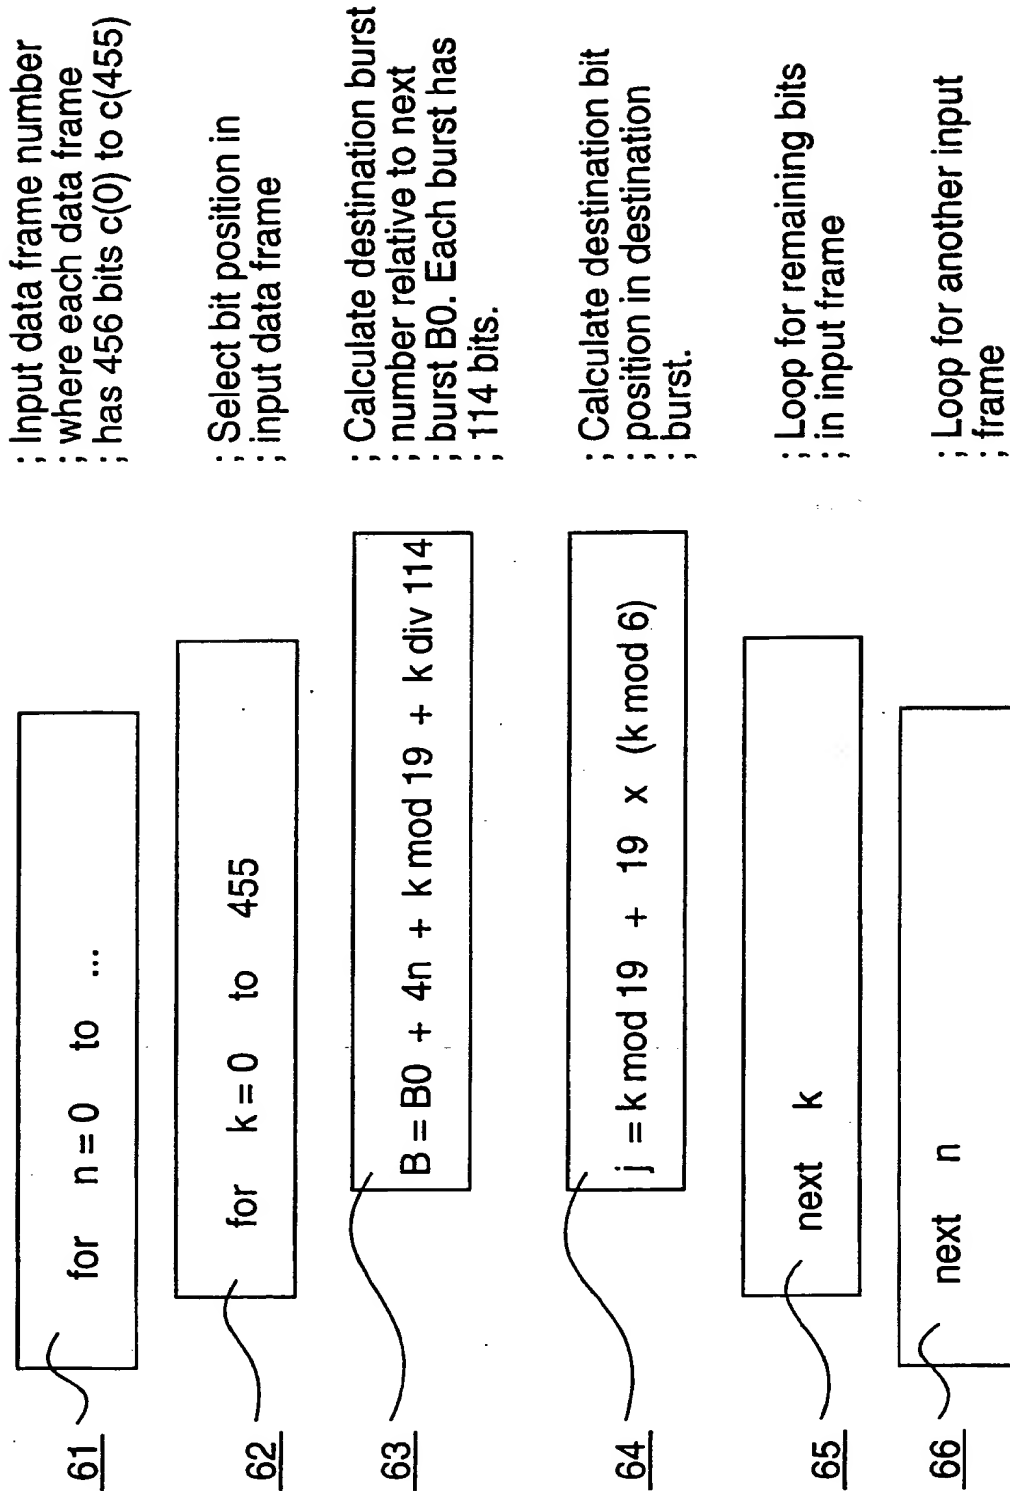 61
for n = 0 to ...
; Input data frame number
; where each data frame
; has 456 bits c(0) to c(455)
62
for k = 0 to 455
; Select bit position in
; input data frame
63
B = B0 + 4n + k mod 19 + k div 114
; Calculate destination burst
; number relative to next
; burst B0. Each burst has
; 114 bits.
64
j = k mod 19 + 19 x (k mod 6)
; Calculate destination bit
; position in destination
; burst.
65
next k
; Loop for remaining bits
; in input frame
66
next n
; Loop for another input
; frame